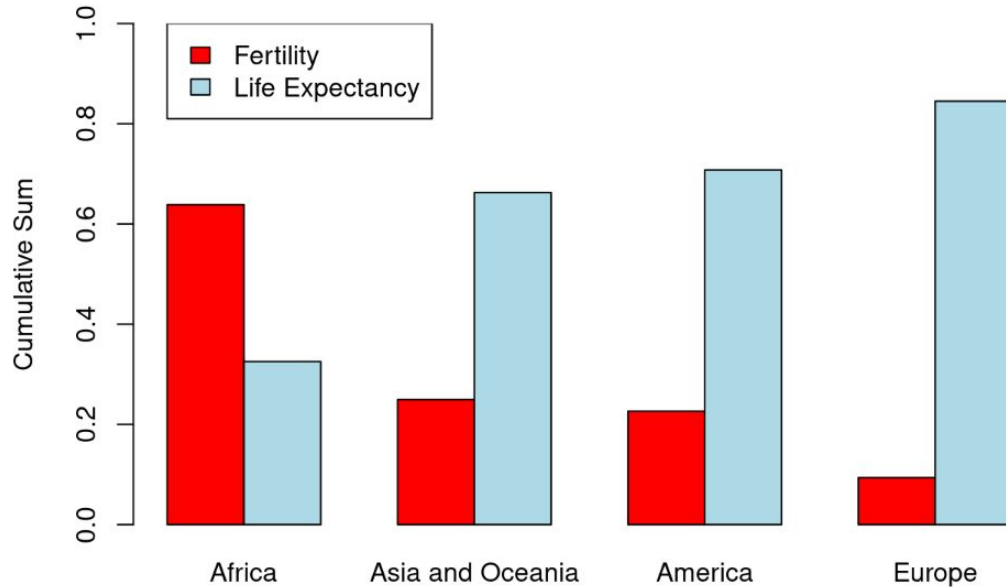 Fertility
Life Expectancy
Cumulative Sum
1.0
0.8
0.6
0.4
0.2
0.0
Africa
Asia and Oceania
America
Europe